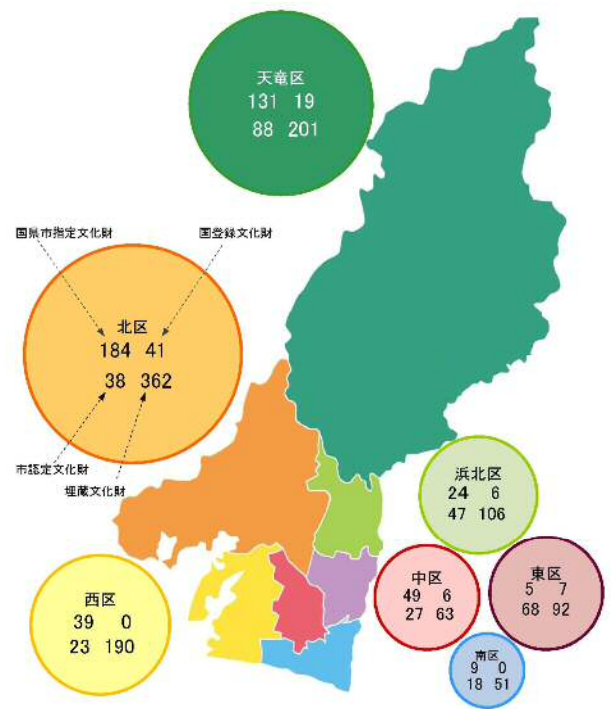 天竜区
131 19
88 201
国県市指定文化財
国登録文化財
北区
184 41
38 362
市認定文化財
埋蔵文化財
浜北区
24 6
47 106
中区
49 6
27 63
東区
5 7
68 92
西区
39 0
23 190
南区
9 0
18 51